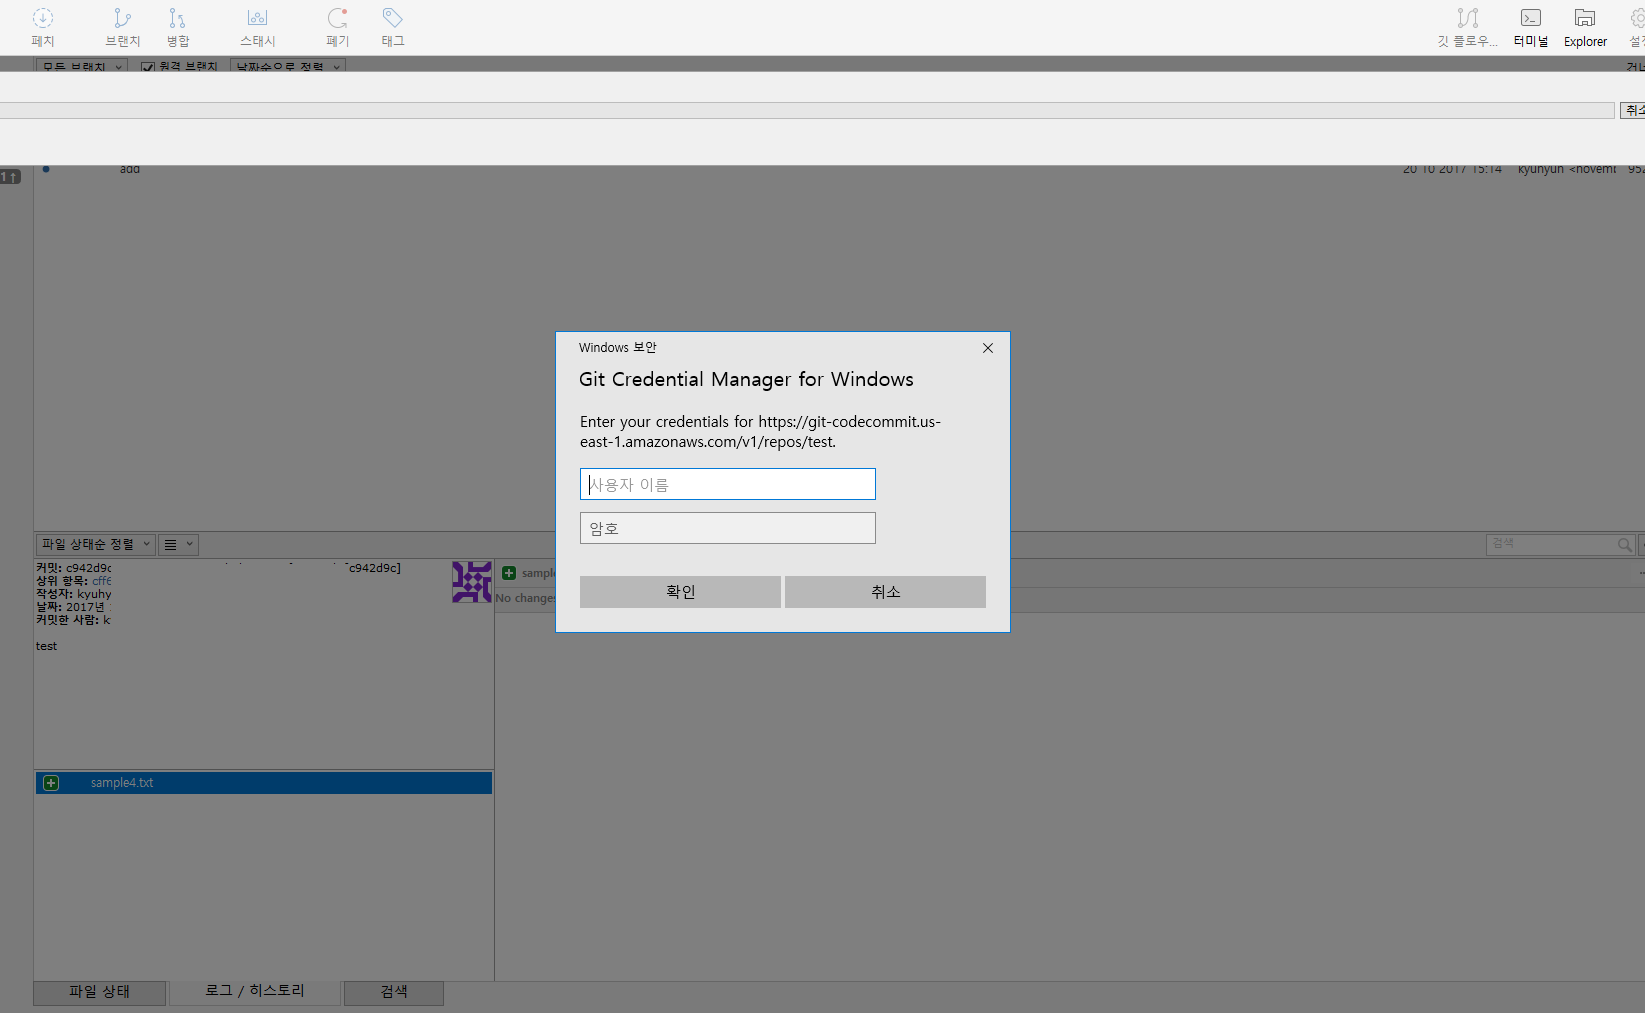 페치 브랜치 병합 스태시 폐기 태그 깃 플로우... 터미널 Explorer
모든 브랜치 원격 브랜치 날짜순으로 정렬
취소
1↑ add 20 10 2017 15:14 kyuhyun <novemb 952
Windows 보안
Git Credential Manager for Windows
Enter your credentials for https://git-codecommit.us-
east-1.amazonaws.com/v1/repos/test.
사용자 이름
암호
확인 취소
파일 상태순 정렬 검색
커밋: c942d9c [c942d9c]
상위 항목: cff6
작성자: kyuhy
날짜: 2017년
커밋한 사람: k
test
sample
No changes
sample4.txt
파일 상태 로그 / 히스토리 검색